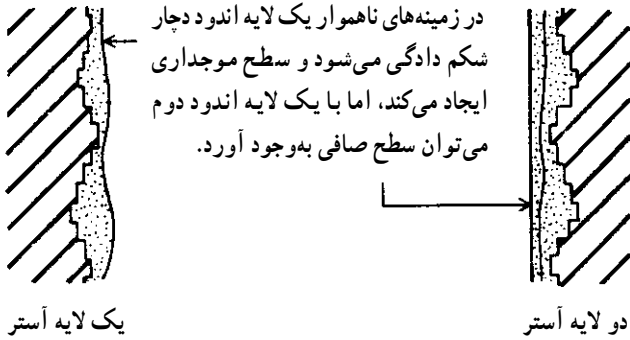 در زمینه‌های ناهموار یک لایه اندود دچار
شکم دادگی می‌شود و سطح موجداری
ایجاد می‌کند، اما با یک لایه اندود دوم
می‌توان سطح صافی به‌وجود آورد.
دو لایه آستر
یک لایه آستر